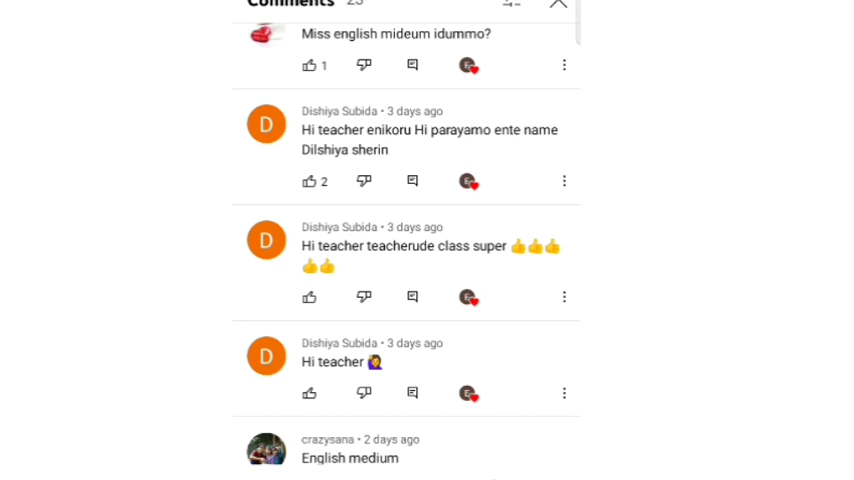 Comments 23
Miss english mideum idummo?
1
Dishiya Subida • 3 days ago
Hi teacher enikoru Hi parayamo ente name
Dilshiya sherin
2
Dishiya Subida • 3 days ago
Hi teacher teacherude class super 👍👍👍
👍👍
Dishiya Subida • 3 days ago
Hi teacher 🙋‍♀️
crazysana • 2 days ago
English medium